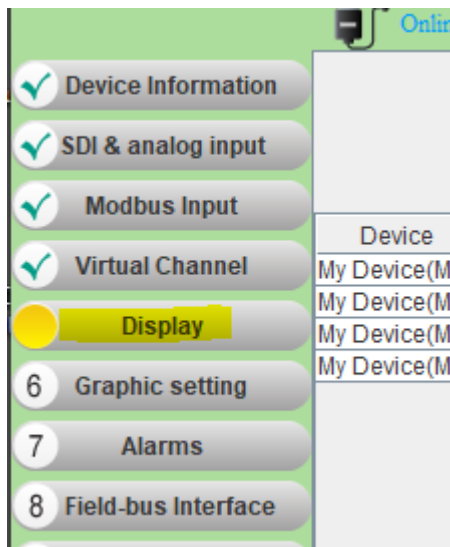 Onlin
Device Information
SDI & analog input
Modbus Input
Virtual Channel
Display
6 Graphic setting
7 Alarms
8 Field-bus Interface
Device
My Device(M
My Device(M
My Device(M
My Device(M